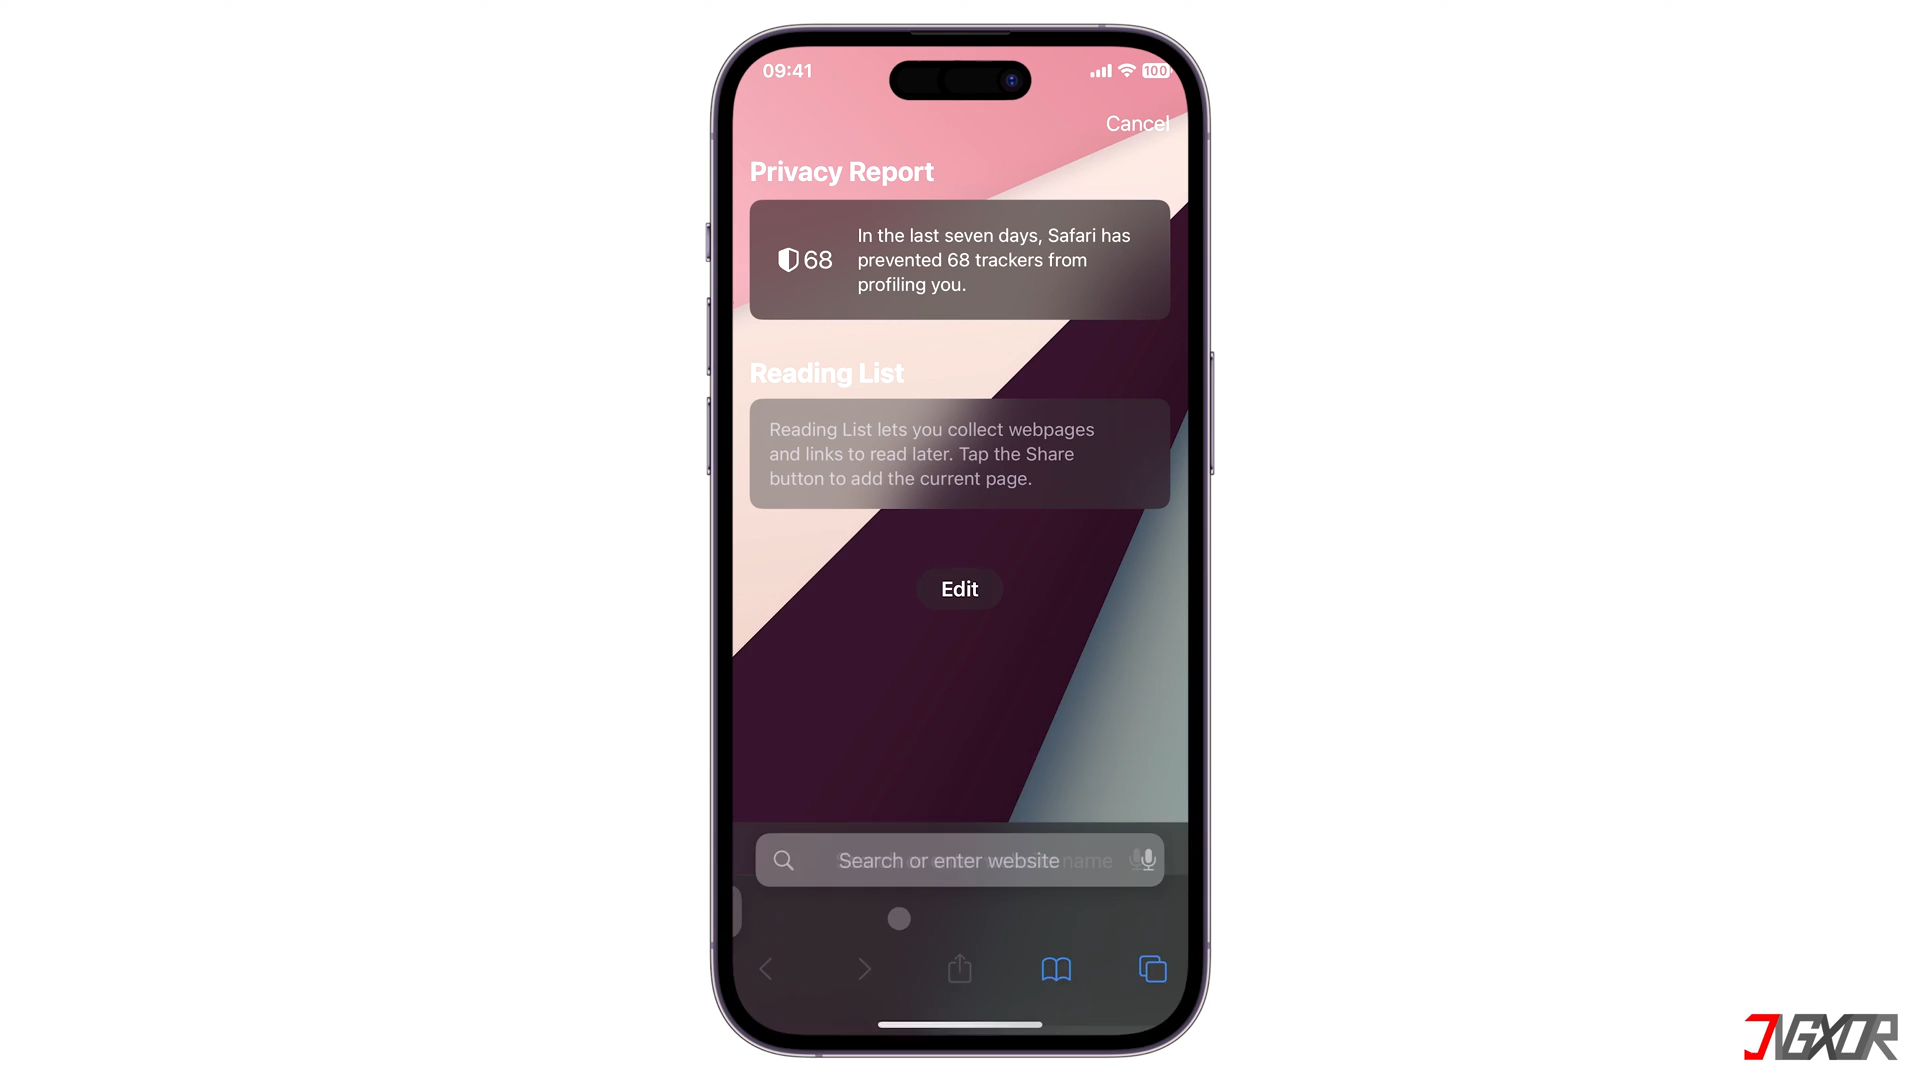 09:41
100
Cancel
Privacy Report
68
In the last seven days, Safari has
prevented 68 trackers from
profiling you.
Reading List
Reading List lets you collect webpages
and links to read later. Tap the Share
button to add the current page.
Edit
Search or enter website name
JVGXOR